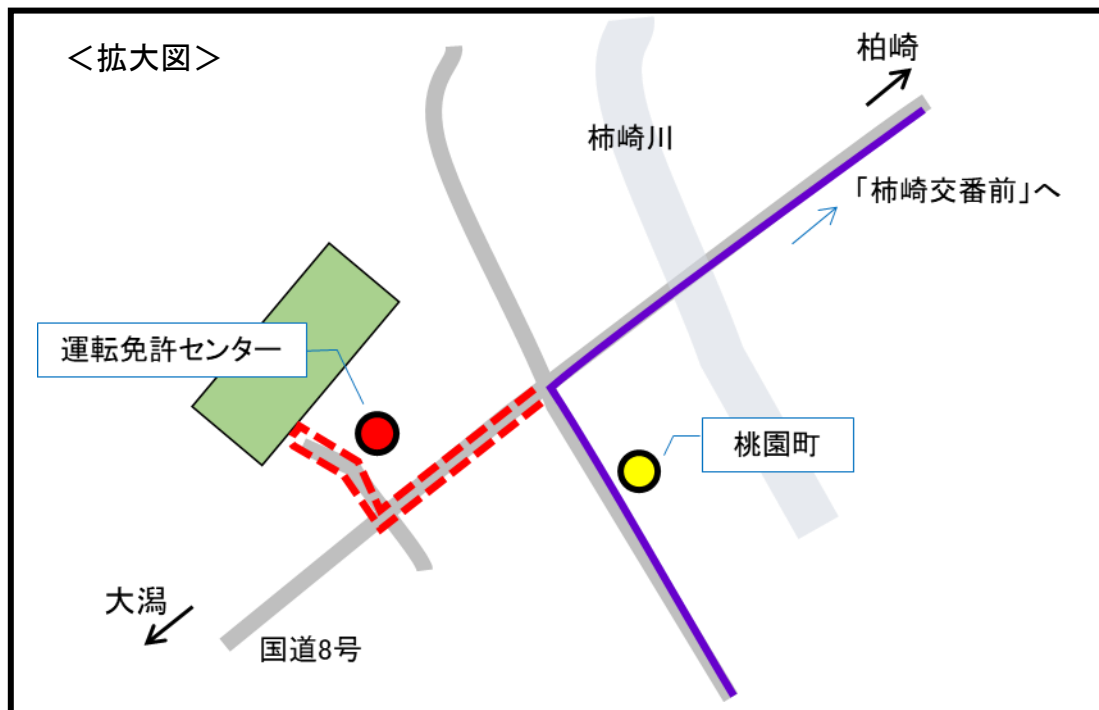 ＜拡大図＞
柏崎
柿崎川
「柿崎交番前」へ
運転免許センター
桃園町
大潟
国道8号